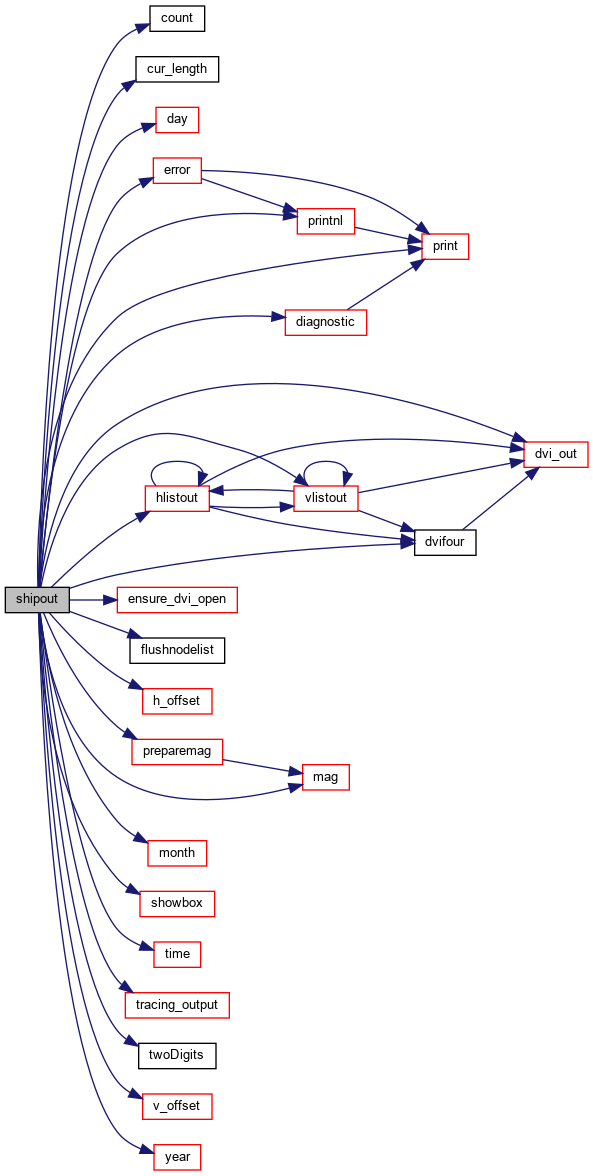 count
cur_length
day
error
printnl
print
diagnostic
dvi_out
hlistout
vlistout
dvifour
shipout
ensure_dvi_open
flushnodelist
h_offset
preparemag
mag
month
showbox
time
tracing_output
twoDigits
v_offset
year